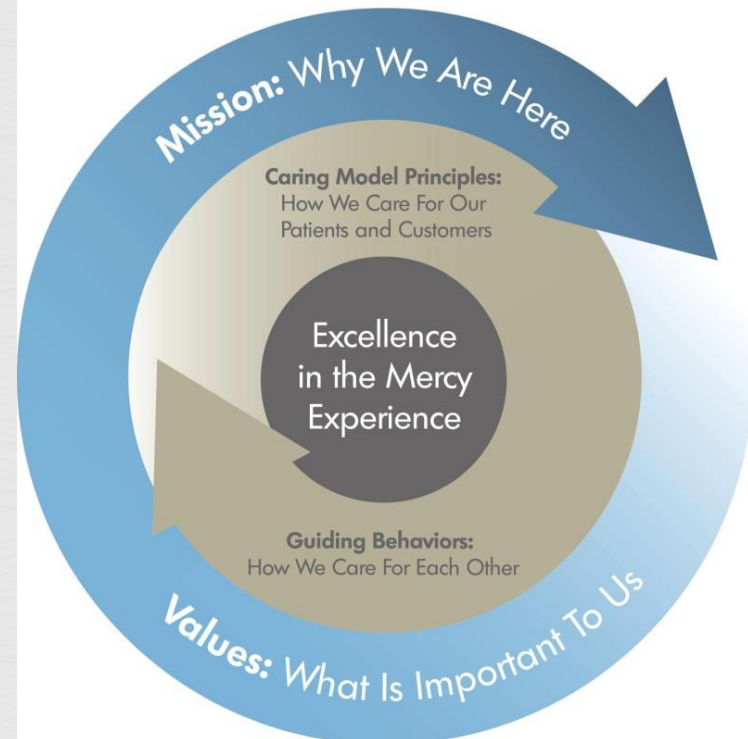 Mission: Why We Are Here
Caring Model Principles:
How We Care For Our
Patients and Customers
Excellence
in the Mercy
Experience
Guiding Behaviors:
How We Care For Each Other
Values: What Is Important To Us